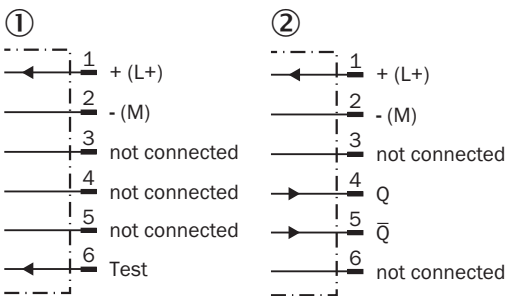 ①
1 + (L+)
2 - (M)
3 not connected
4 not connected
5 not connected
6 Test
②
1 + (L+)
2 - (M)
3 not connected
4 Q
5 Q̅
6 not connected